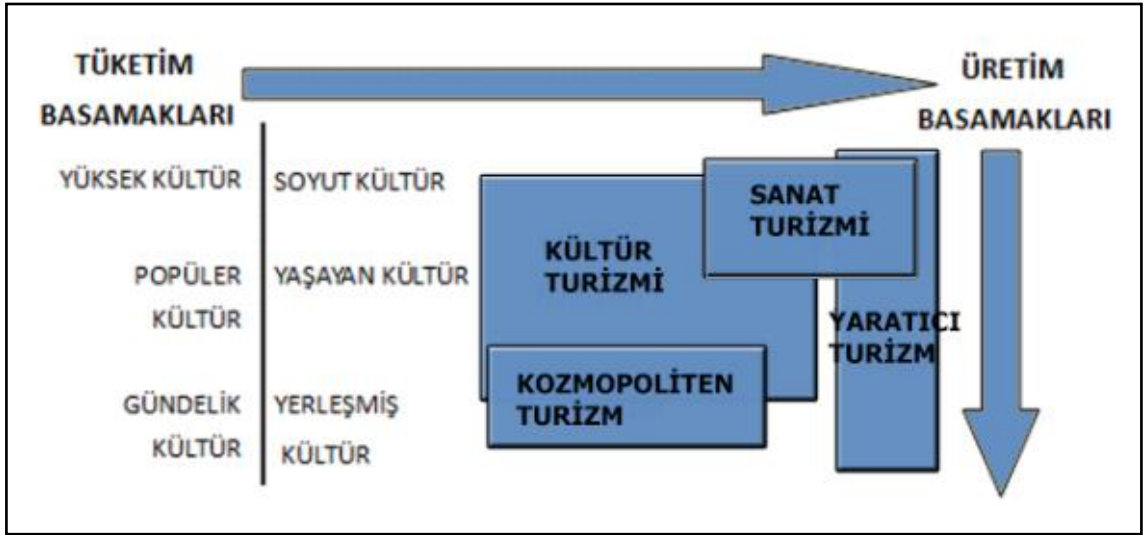 TÜKETİM
BASAMAKLARI
ÜRETİM
BASAMAKLARI
YÜKSEK KÜLTÜR
SOYUT KÜLTÜR
POPÜLER
KÜLTÜR
YAŞAYAN KÜLTÜR
GÜNDELİK
KÜLTÜR
YERLEŞMİŞ
KÜLTÜR
KÜLTÜR
TURİZMİ
SANAT
TURİZMİ
KOZMOPOLİTEN
TURİZM
YARATICI
TURİZM